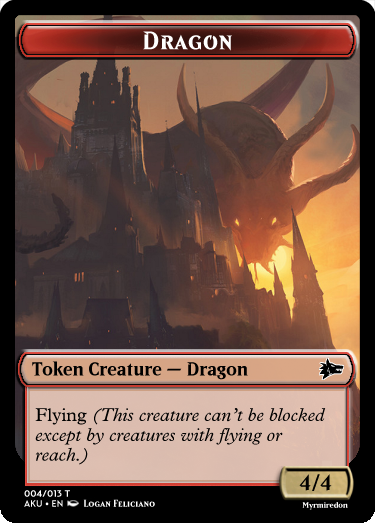 Dragon
Token Creature — Dragon
Flying (This creature can't be blocked
except by creatures with flying or
reach.)
4/4
004/013 T
AKU • EN Logan Feliciano
Myrmiredon